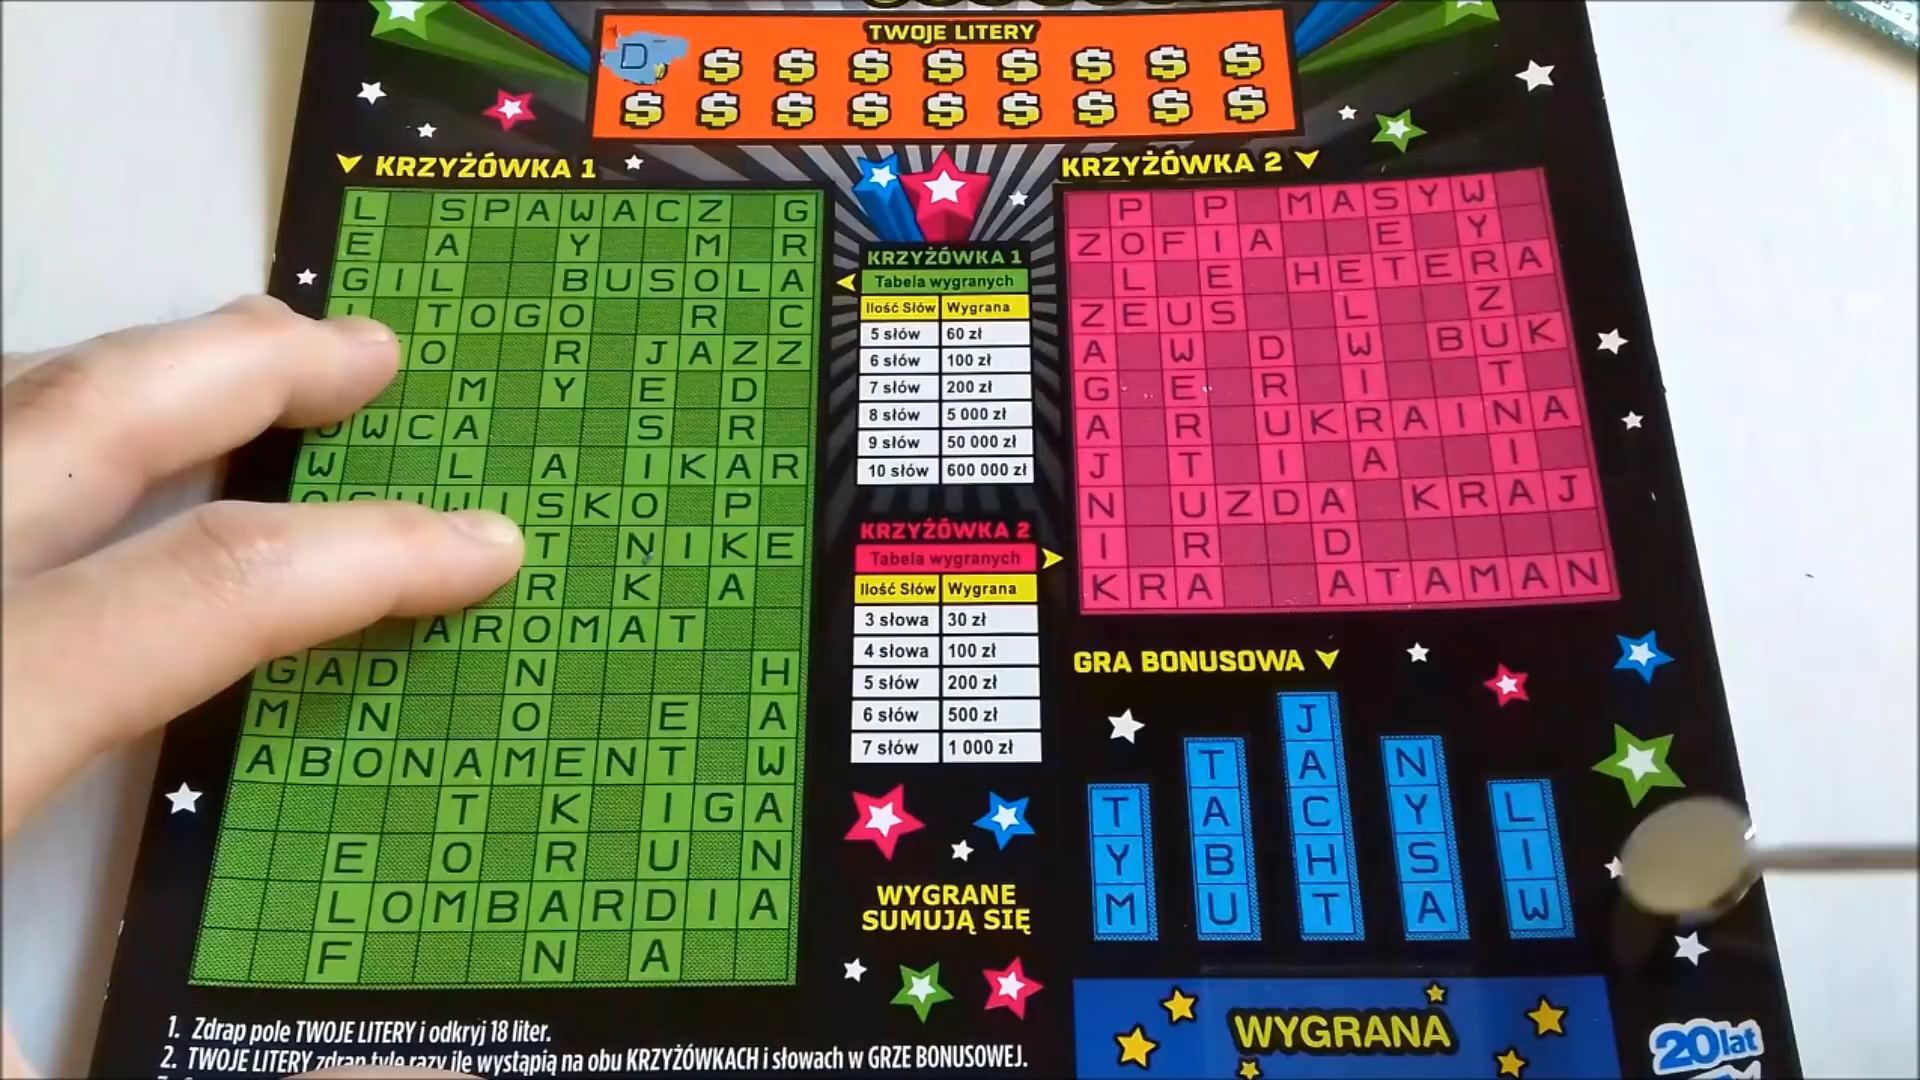 TWOJE LITERY
D $ $ $ $ $ $ $ $
$ $ $ $ $ $ $ $ $
KRZYŻÓWKA 1
L SPAWACZ G
E A Y M R
GIL BUSOLA
TOGO R C
O R JAZZ
M Y E D
WCA S R
W L A IKAR
ISKO P
T NIKE
R K A
AROMAT
GAD N H
M N O E A
ABONAMENT W
T K IGA
E O R U N
LOMBARDIA
F N A
KRZYŻÓWKA 1
Tabela wygranych
Ilość Słów Wygrana
5 słów 60 zł
6 słów 100 zł
7 słów 200 zł
8 słów 5 000 zł
9 słów 50 000 zł
10 słów 600 000 zł
KRZYŻÓWKA 2
Tabela wygranych
Ilość Słów Wygrana
3 słowa 30 zł
4 słowa 100 zł
5 słów 200 zł
6 słów 500 zł
7 słów 1 000 zł
WYGRANE
SUMUJĄ SIĘ
KRZYŻÓWKA 2
P P MASYW
ZOFIA E Y
L E HETERA
ZEUS L Z
A W D W BUK
G E R I T
A R UKRAINA
J T I A I
N UZDA KRAJ
I R D
KRA ATAMAN
GRA BONUSOWA
TYM
TABU
JACHT
NYSA
LIW
WYGRANA
20 lat
1. Zdrap pole TWOJE LITERY i odkryj 18 liter.
2. TWOJE LITERY zdrap tyle razy ile wystąpią na obu KRZYŻÓWKACH i słowach w GRZE BONUSOWEJ.